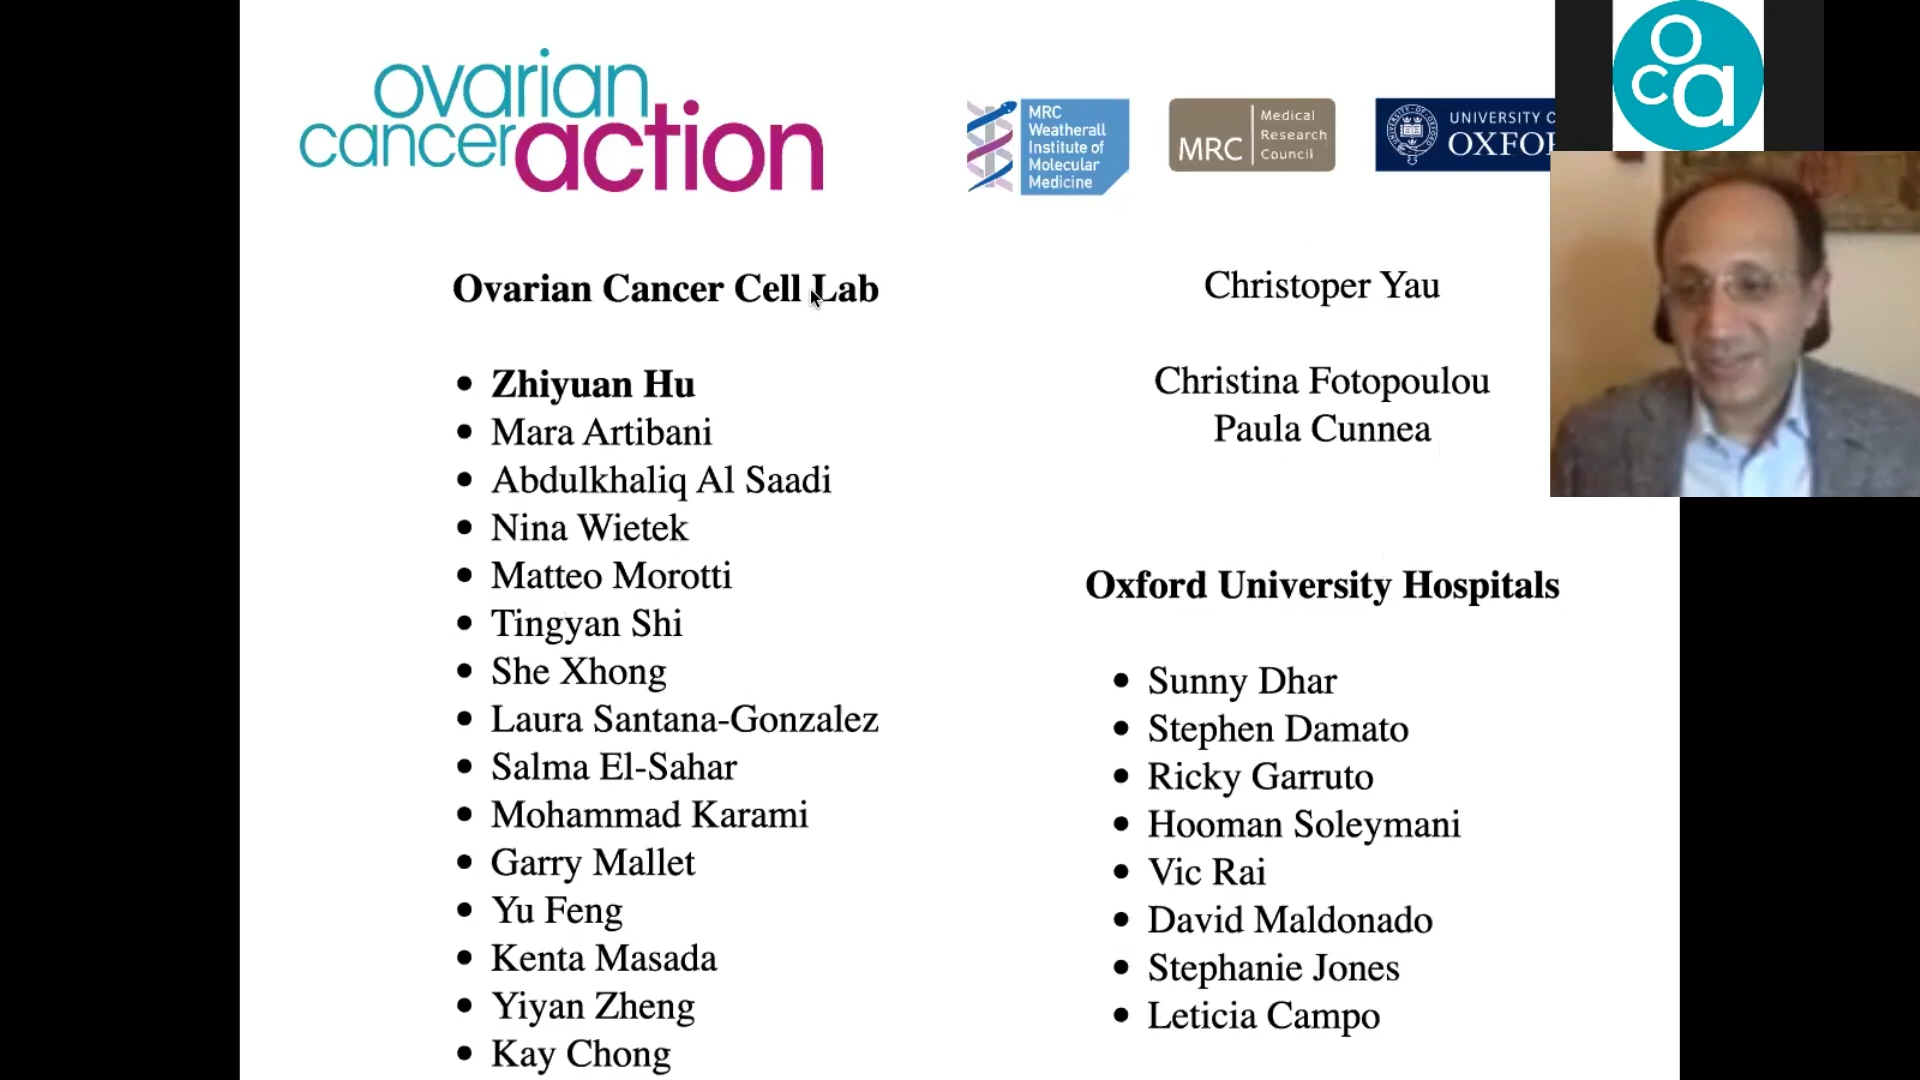 ovarian
canceraction
MRC
Weatherall
Institute of
Molecular
Medicine
MRC
Medical
Research
Council
UNIVERSITY O
OXFO
oca
Ovarian Cancer Cell Lab
• Zhiyuan Hu
• Mara Artibani
• Abdulkhaliq Al Saadi
• Nina Wietek
• Matteo Morotti
• Tingyan Shi
• She Xhong
• Laura Santana-Gonzalez
• Salma El-Sahar
• Mohammad Karami
• Garry Mallet
• Yu Feng
• Kenta Masada
• Yiyan Zheng
• Kay Chong
Christoper Yau
Christina Fotopoulou
Paula Cunnea
Oxford University Hospitals
• Sunny Dhar
• Stephen Damato
• Ricky Garruto
• Hooman Soleymani
• Vic Rai
• David Maldonado
• Stephanie Jones
• Leticia Campo